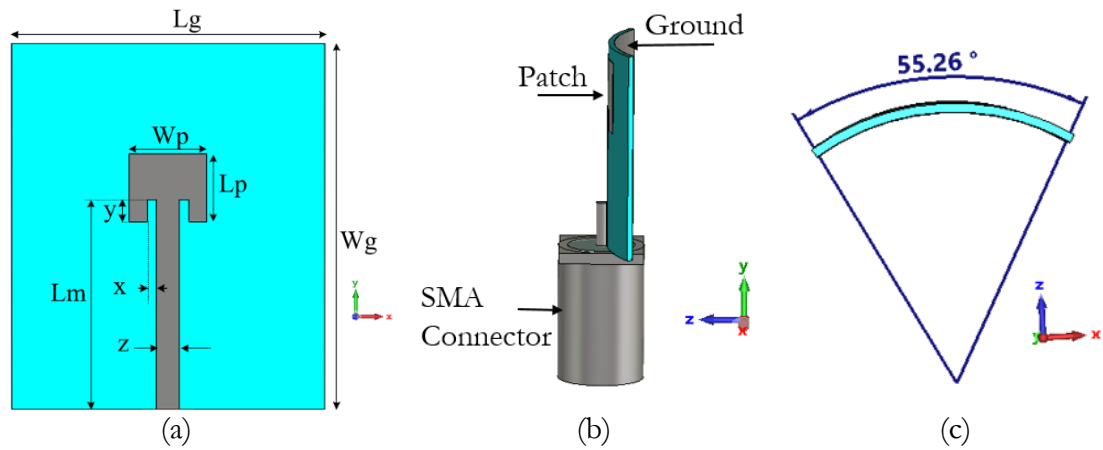 Lg
Wp
Lp
y
Wg
x
Lm
z
y
x
(a)
Ground
Patch
SMA
Connector
y
z
x
(b)
55.26 °
z
y
x
(c)